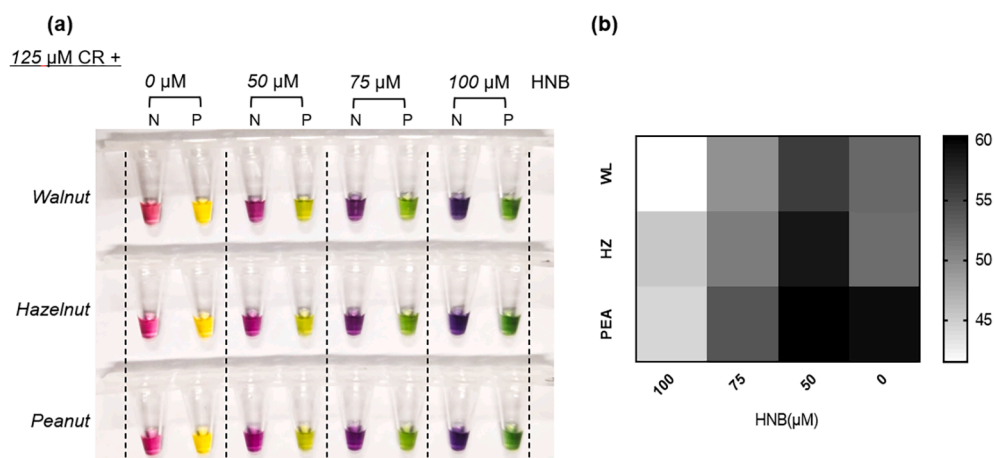 (a)
125 µM CR +
0 µM 50 µM 75 µM 100 µM HNB
N P N P N P N P
Walnut
Hazelnut
Peanut
(b)
WL
HZ
PEA
100 75 50 0
HNB(µM)
60
55
50
45